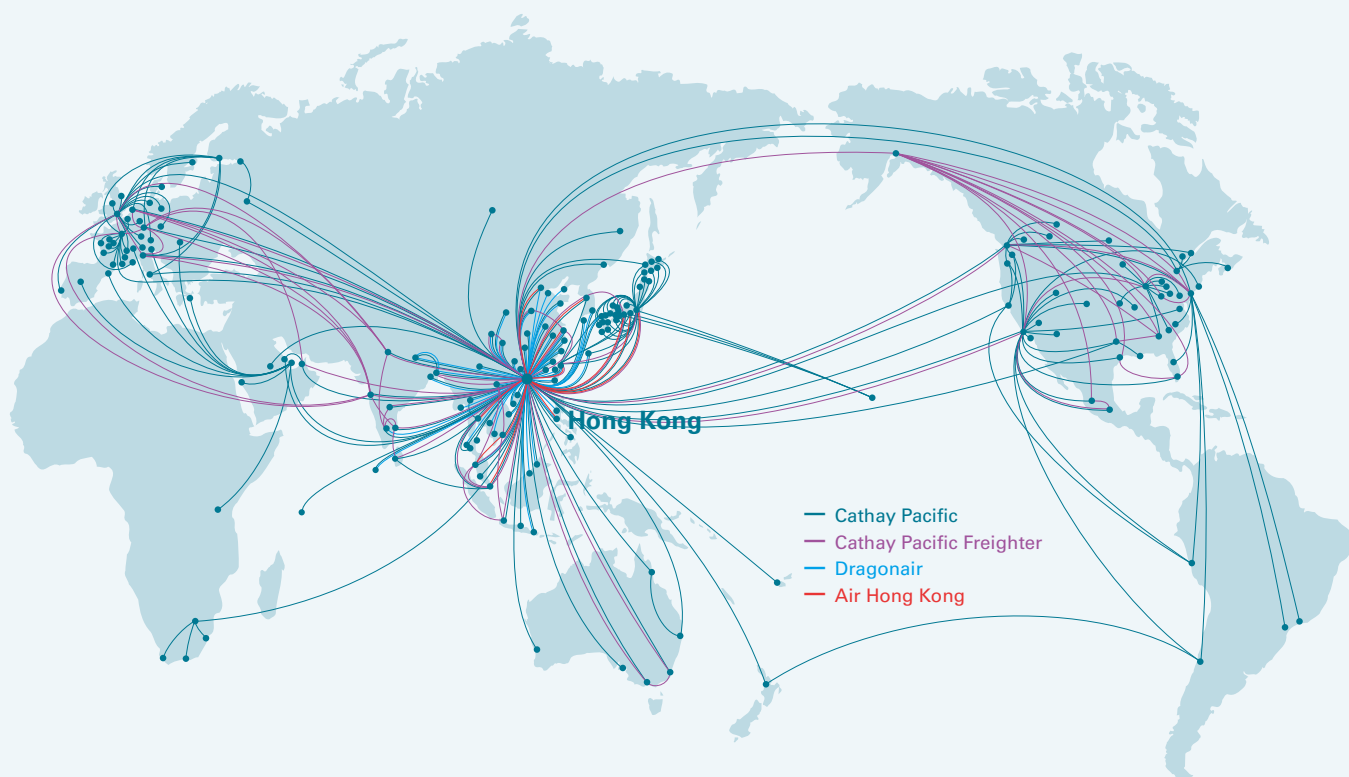 Hong Kong
Cathay Pacific
Cathay Pacific Freighter
Dragonair
Air Hong Kong